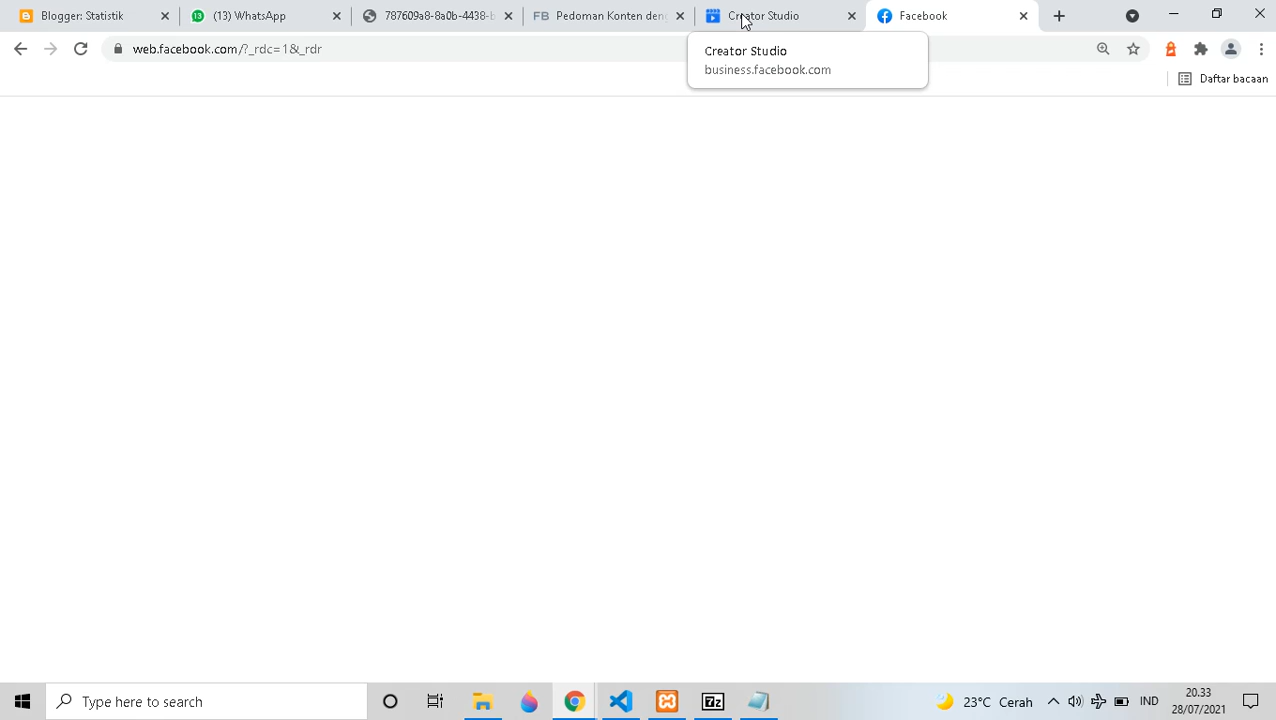 Blogger: Statistik
(13) WhatsApp
787609a8-8a0b-4438-b
Pedoman Konten deng
Creator Studio
Facebook
web.facebook.com/?_rdc=1&_rdr
Creator Studio
business.facebook.com
Daftar bacaan
Type here to search
23°C Cerah
IND
20.33
28/07/2021